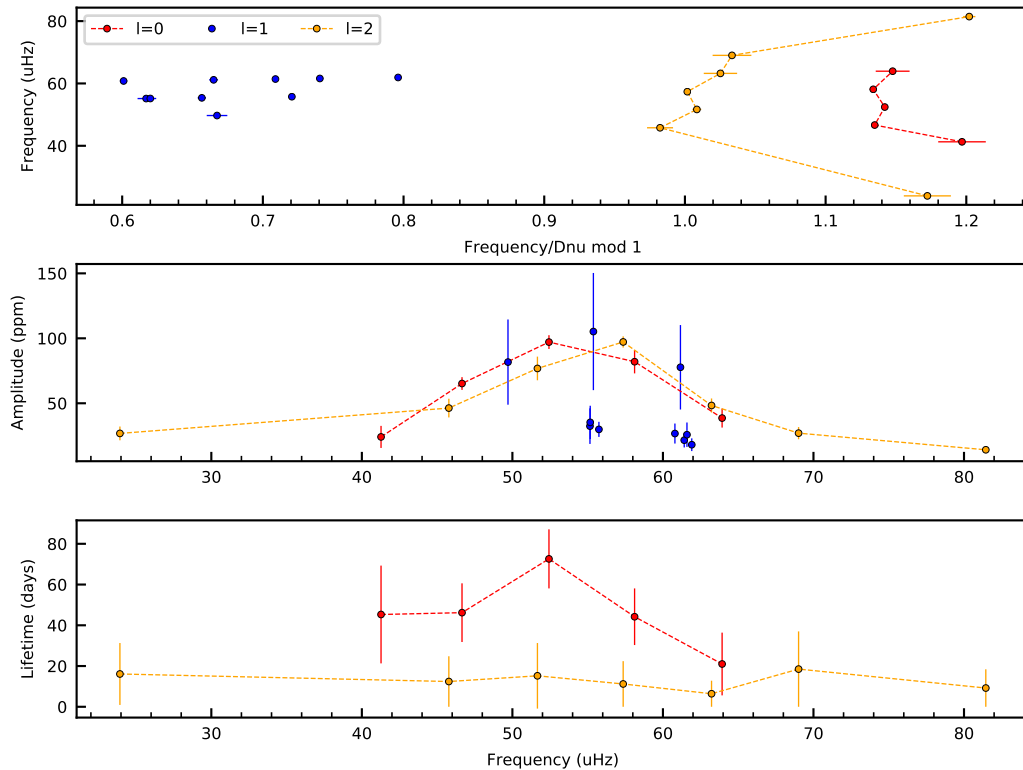 l=0 l=1 l=2
80
60
40
Frequency (uHz)
0.6 0.7 0.8 0.9 1.0 1.1 1.2
Frequency/Dnu mod 1
150
100
50
Amplitude (ppm)
30 40 50 60 70 80
80
60
40
20
0
Lifetime (days)
30 40 50 60 70 80
Frequency (uHz)